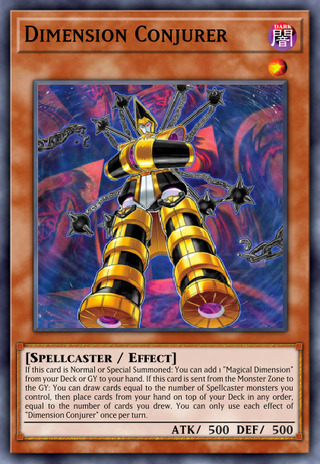 Dimension Conjurer
DARK
闇
[Spellcaster / Effect]
If this card is Normal or Special Summoned: You can add 1 "Magical Dimension"
from your Deck or GY to your hand. If this card is sent from the Monster Zone to
the GY: You can draw cards equal to the number of Spellcaster monsters you
control, then place cards from your hand on top of your Deck in any order,
equal to the number of cards you drew. You can only use each effect of
"Dimension Conjurer" once per turn.
ATK/ 500 DEF/ 500